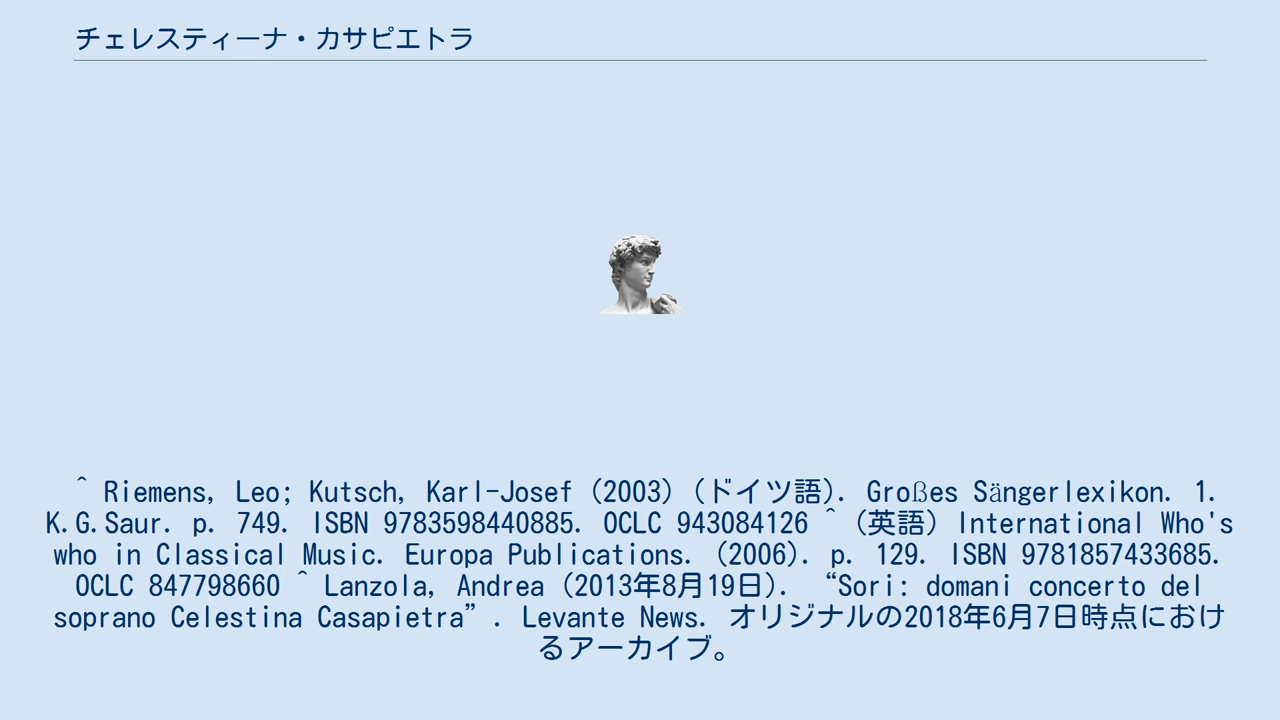 チェレスティーナ・カサピエトラ
^ Riemens, Leo; Kutsch, Karl-Josef (2003) (ドイツ語). Großes Sängerlexikon. 1.
K.G.Saur. p. 749. ISBN 9783598440885. OCLC 943084126 ^ (英語) International Who's
who in Classical Music. Europa Publications. (2006). p. 129. ISBN 9781857433685.
OCLC 847798660 ^ Lanzola, Andrea (2013年8月19日). “Sori: domani concerto del
soprano Celestina Casapietra”. Levante News. オリジナルの2018年6月7日時点におけ
るアーカイブ。